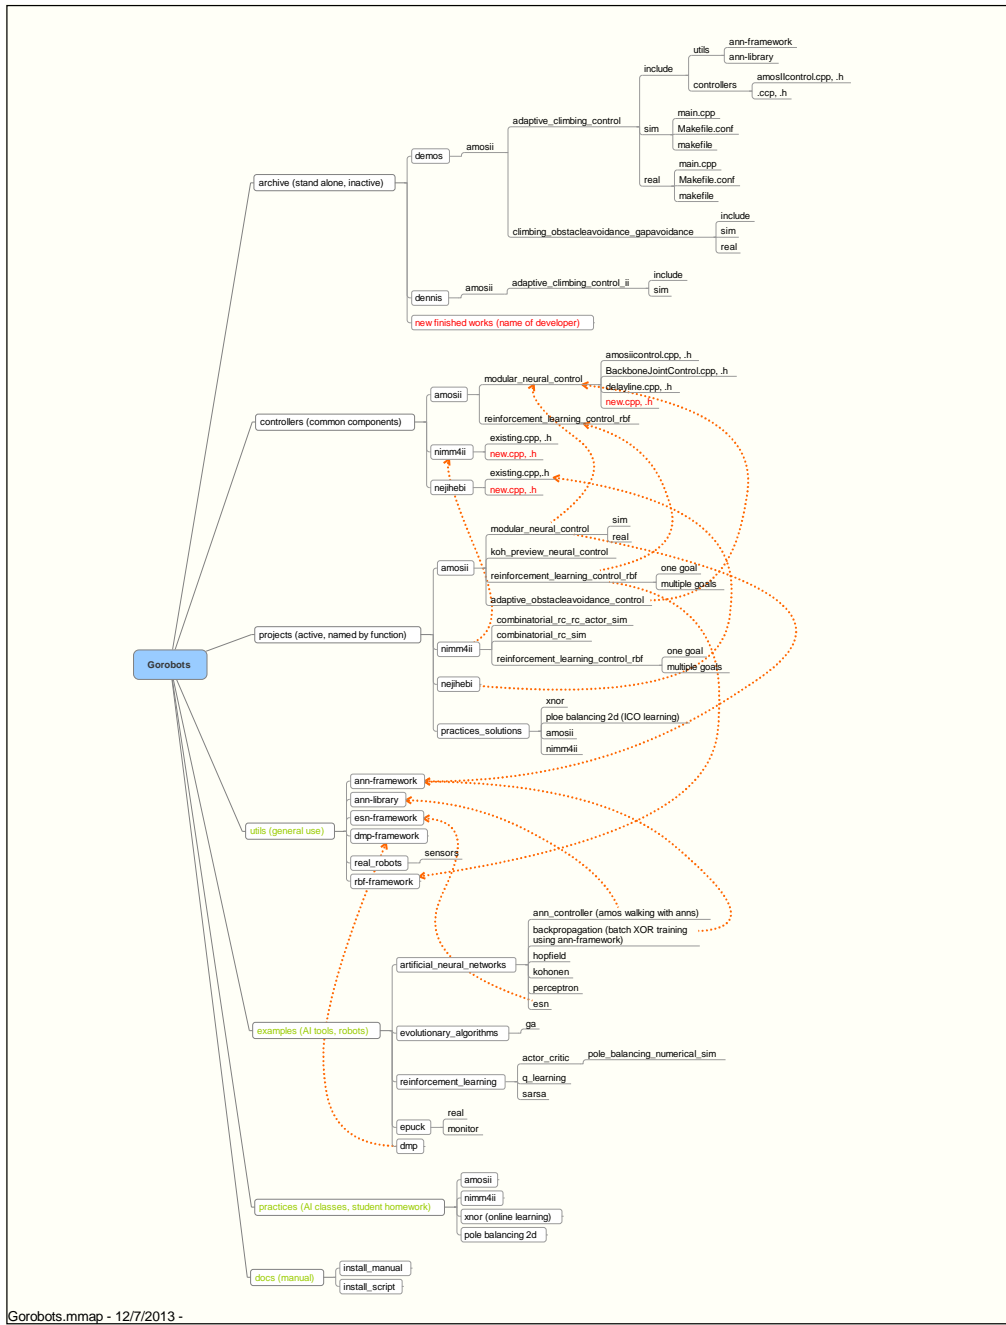 ann-framework
utils
ann-library
include
amosIIcontrol.cpp, .h
controllers
.ccp, .h
main.cpp
adaptive_climbing_control
sim
Makefile.conf
makefile
amosii
demos
main.cpp
real
Makefile.conf
makefile
archive (stand alone, inactive)
include
climbing_obstacleavoidance_gapavoidance
sim
real
include
adaptive_climbing_control_ii
amosii
sim
dennis
new finished works (name of developer)
amosiicontrol.cpp, .h
BackboneJointControl.cpp, .h
modular_neural_control
delayline.cpp, .h
amosii
new.cpp, .h
reinforcement_learning_control_rbf
controllers (common components)
existing.cpp, .h
nimm4ii
new.cpp, .h
existing.cpp,.h
nejihebi
new.cpp, .h
sim
modular_neural_control
real
koh_preview_neural_control
amosii
one goal
reinforcement_learning_control_rbf
multiple goals
adaptive_obstacleavoidance_control
combinatorial_rc_rc_actor_sim
projects (active, named by function)
combinatorial_rc_sim
nimm4ii
one goal
reinforcement_learning_control_rbf
multiple goals
Gorobots
nejihebi
xnor
ploe balancing 2d (ICO learning)
practices_solutions
amosii
nimm4ii
ann-framework
ann-library
esn-framework
utils (general use)
dmp-framework
sensors
real_robots
rbf-framework
ann_controller (amos walking with anns)
backpropagation (batch XOR training
using ann-framework)
hopfield
artificial_neural_networks
kohonen
perceptron
esn
examples (AI tools, robots)
ga
evolutionary_algorithms
actor_critic
pole_balancing_numerical_sim
reinforcement_learning
q_learning
sarsa
real
epuck
monitor
dmp
amosii
nimm4ii
practices (AI classes, student homework)
xnor (online learning)
pole balancing 2d
install_manual
docs (manual)
install_script
Gorobots.mmap - 12/7/2013 -